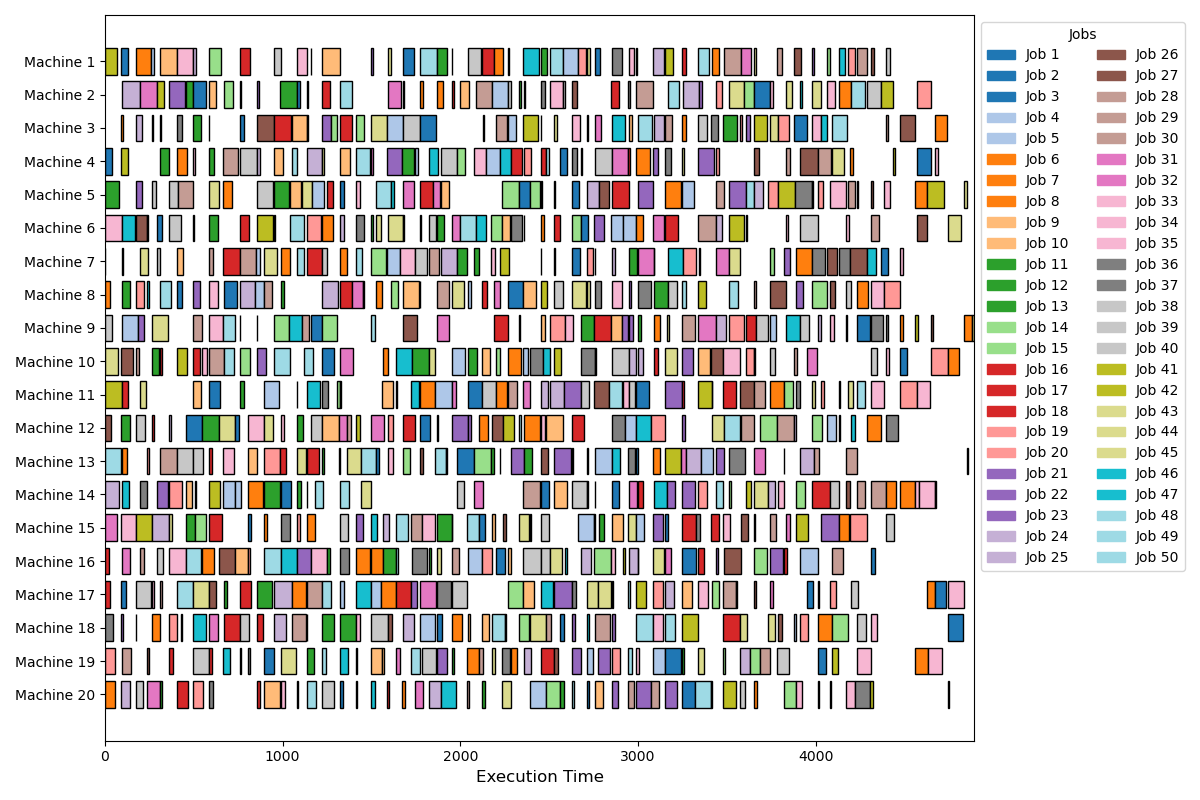 Jobs
Job 1
Job 2
Job 3
Job 4
Job 5
Job 6
Job 7
Job 8
Job 9
Job 10
Job 11
Job 12
Job 13
Job 14
Job 15
Job 16
Job 17
Job 18
Job 19
Job 20
Job 21
Job 22
Job 23
Job 24
Job 25
Job 26
Job 27
Job 28
Job 29
Job 30
Job 31
Job 32
Job 33
Job 34
Job 35
Job 36
Job 37
Job 38
Job 39
Job 40
Job 41
Job 42
Job 43
Job 44
Job 45
Job 46
Job 47
Job 48
Job 49
Job 50
Machine 1
Machine 2
Machine 3
Machine 4
Machine 5
Machine 6
Machine 7
Machine 8
Machine 9
Machine 10
Machine 11
Machine 12
Machine 13
Machine 14
Machine 15
Machine 16
Machine 17
Machine 18
Machine 19
Machine 20
0 1000 2000 3000 4000
Execution Time